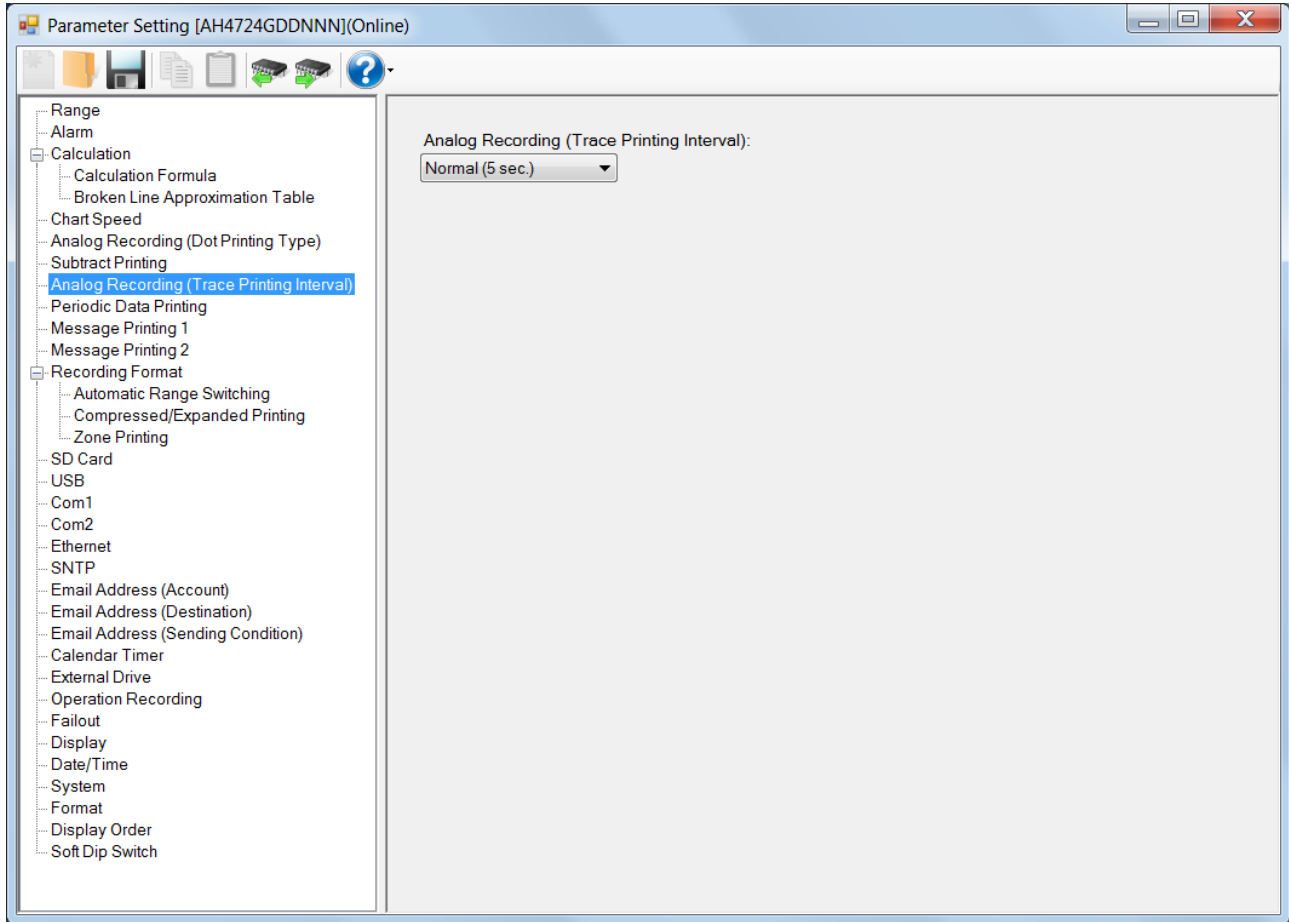 Parameter Setting [AH4724GDDNNN](Online)
Range
Alarm
Calculation
Calculation Formula
Broken Line Approximation Table
Chart Speed
Analog Recording (Dot Printing Type)
Subtract Printing
Analog Recording (Trace Printing Interval)
Periodic Data Printing
Message Printing 1
Message Printing 2
Recording Format
Automatic Range Switching
Compressed/Expanded Printing
Zone Printing
SD Card
USB
Com1
Com2
Ethernet
SNTP
Email Address (Account)
Email Address (Destination)
Email Address (Sending Condition)
Calendar Timer
External Drive
Operation Recording
Failout
Display
Date/Time
System
Format
Display Order
Soft Dip Switch
Analog Recording (Trace Printing Interval):
Normal (5 sec.)